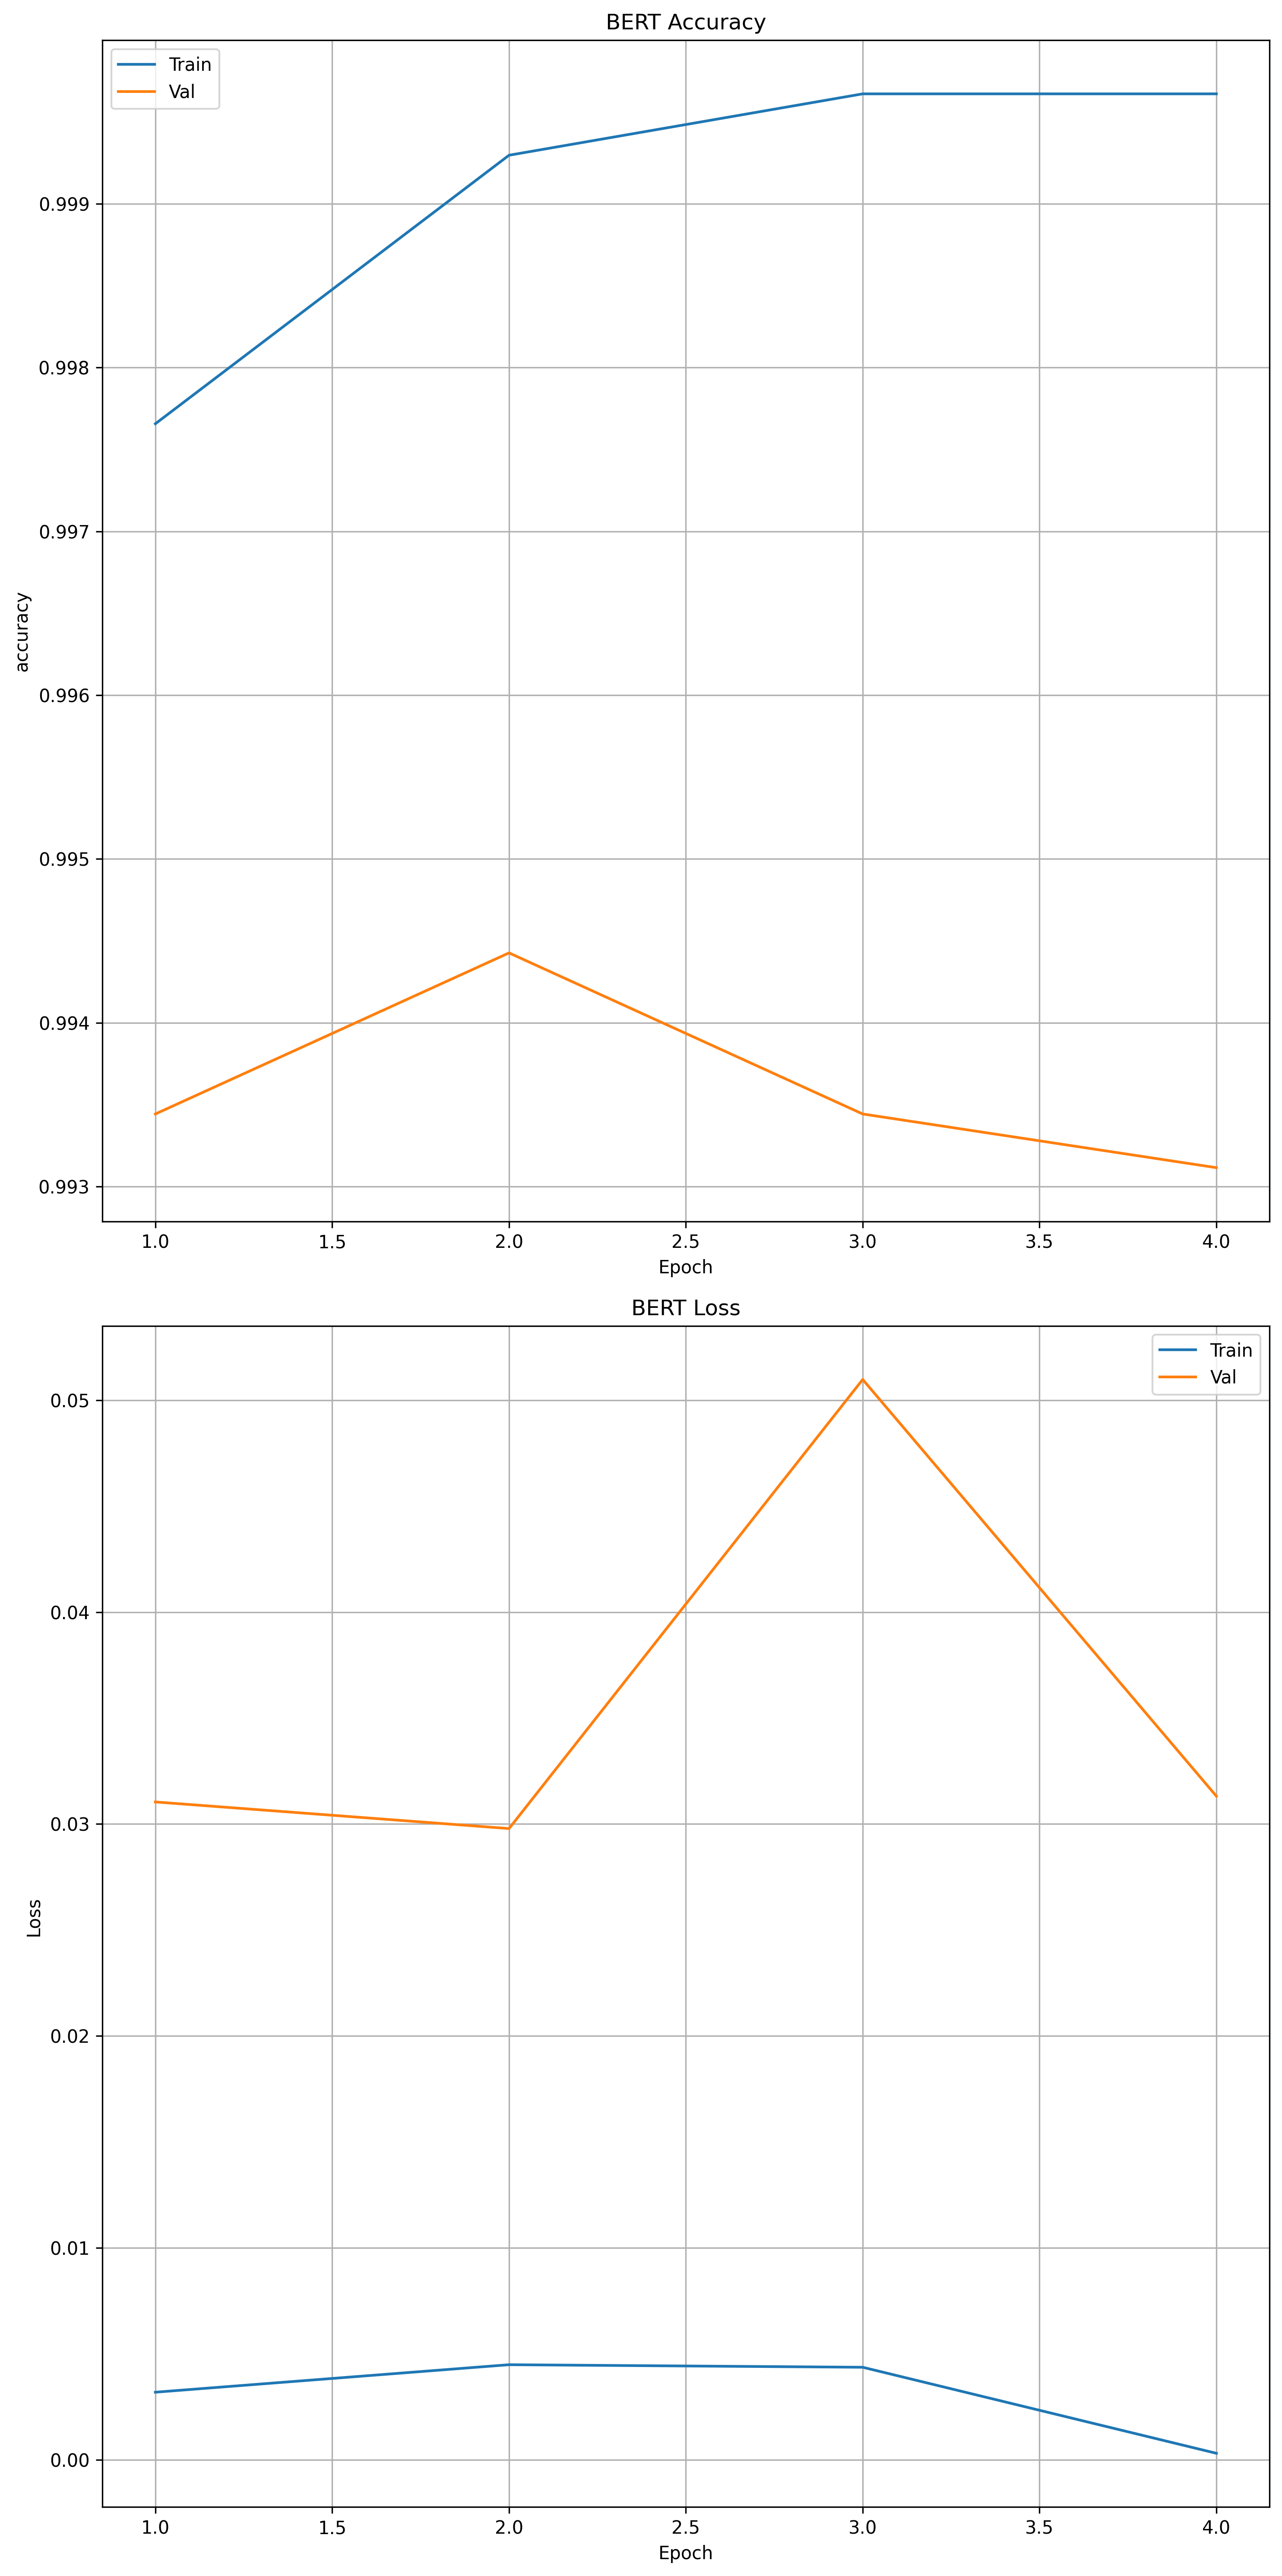 BERT Accuracy
Train
Val
0.999
0.998
0.997
0.996
0.995
0.994
0.993
accuracy
1.0 1.5 2.0 2.5 3.0 3.5 4.0
Epoch
BERT Loss
Train
Val
0.05
0.04
0.03
0.02
0.01
0.00
Loss
1.0 1.5 2.0 2.5 3.0 3.5 4.0
Epoch